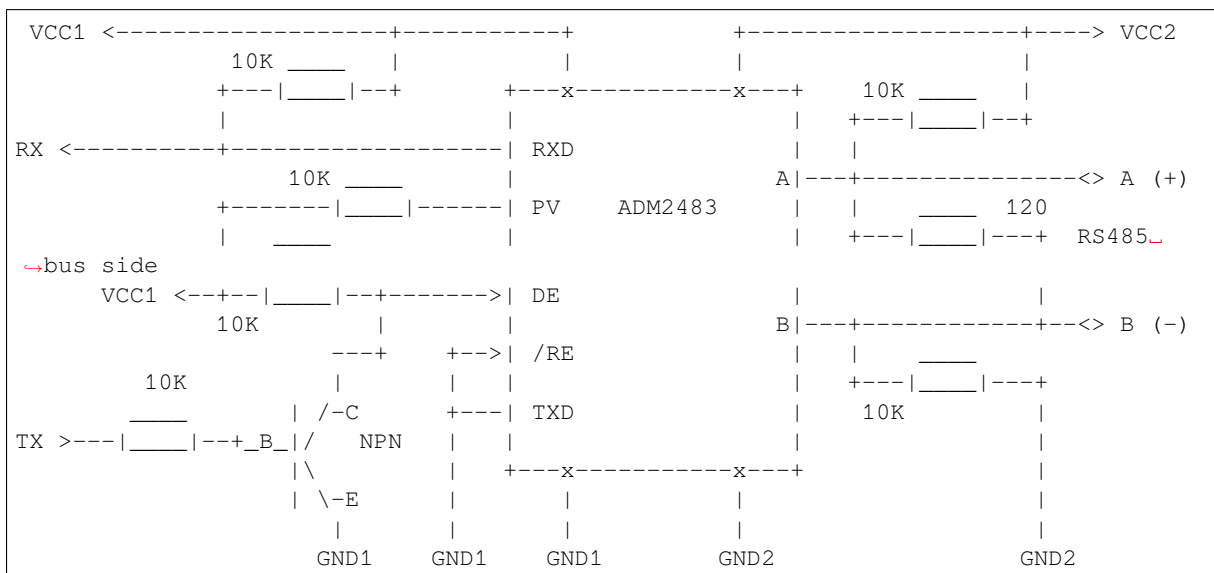 VCC1 <--------------------+-----------+           +--------------------+----> VCC2
               10K ____   |           |           |                    |
              +---|____|--+       +---x-----------x---+    10K ____    |
              |                   |                   |   +---|____|--+
RX <----------+-------------------| RXD               |   |
                   10K ____       |                  A|---+---------------<> A (+)
              +-------|____|------| PV    ADM2483     |   |    ____  120
              |   ____            |                   |   +---|____|---+  RS485␣
↪bus side
      VCC1 <--+--|____|--+------->| DE                |                |
              10K        |        |                  B|---+------------+--<> B (-)
                      ---+    +-->| /RE               |   |    ____
         10K          |       |   |                   |   +---|____|---+
        ____       | /-C      +---| TXD               |    10K         |
TX >---|____|--+_B_|/   NPN   |   |                   |                |
                   |\         |   +---x-----------x---+                |
                   | \-E      |       |           |                    |
                      |       |       |           |                    |
                     GND1    GND1    GND1        GND2                 GND2